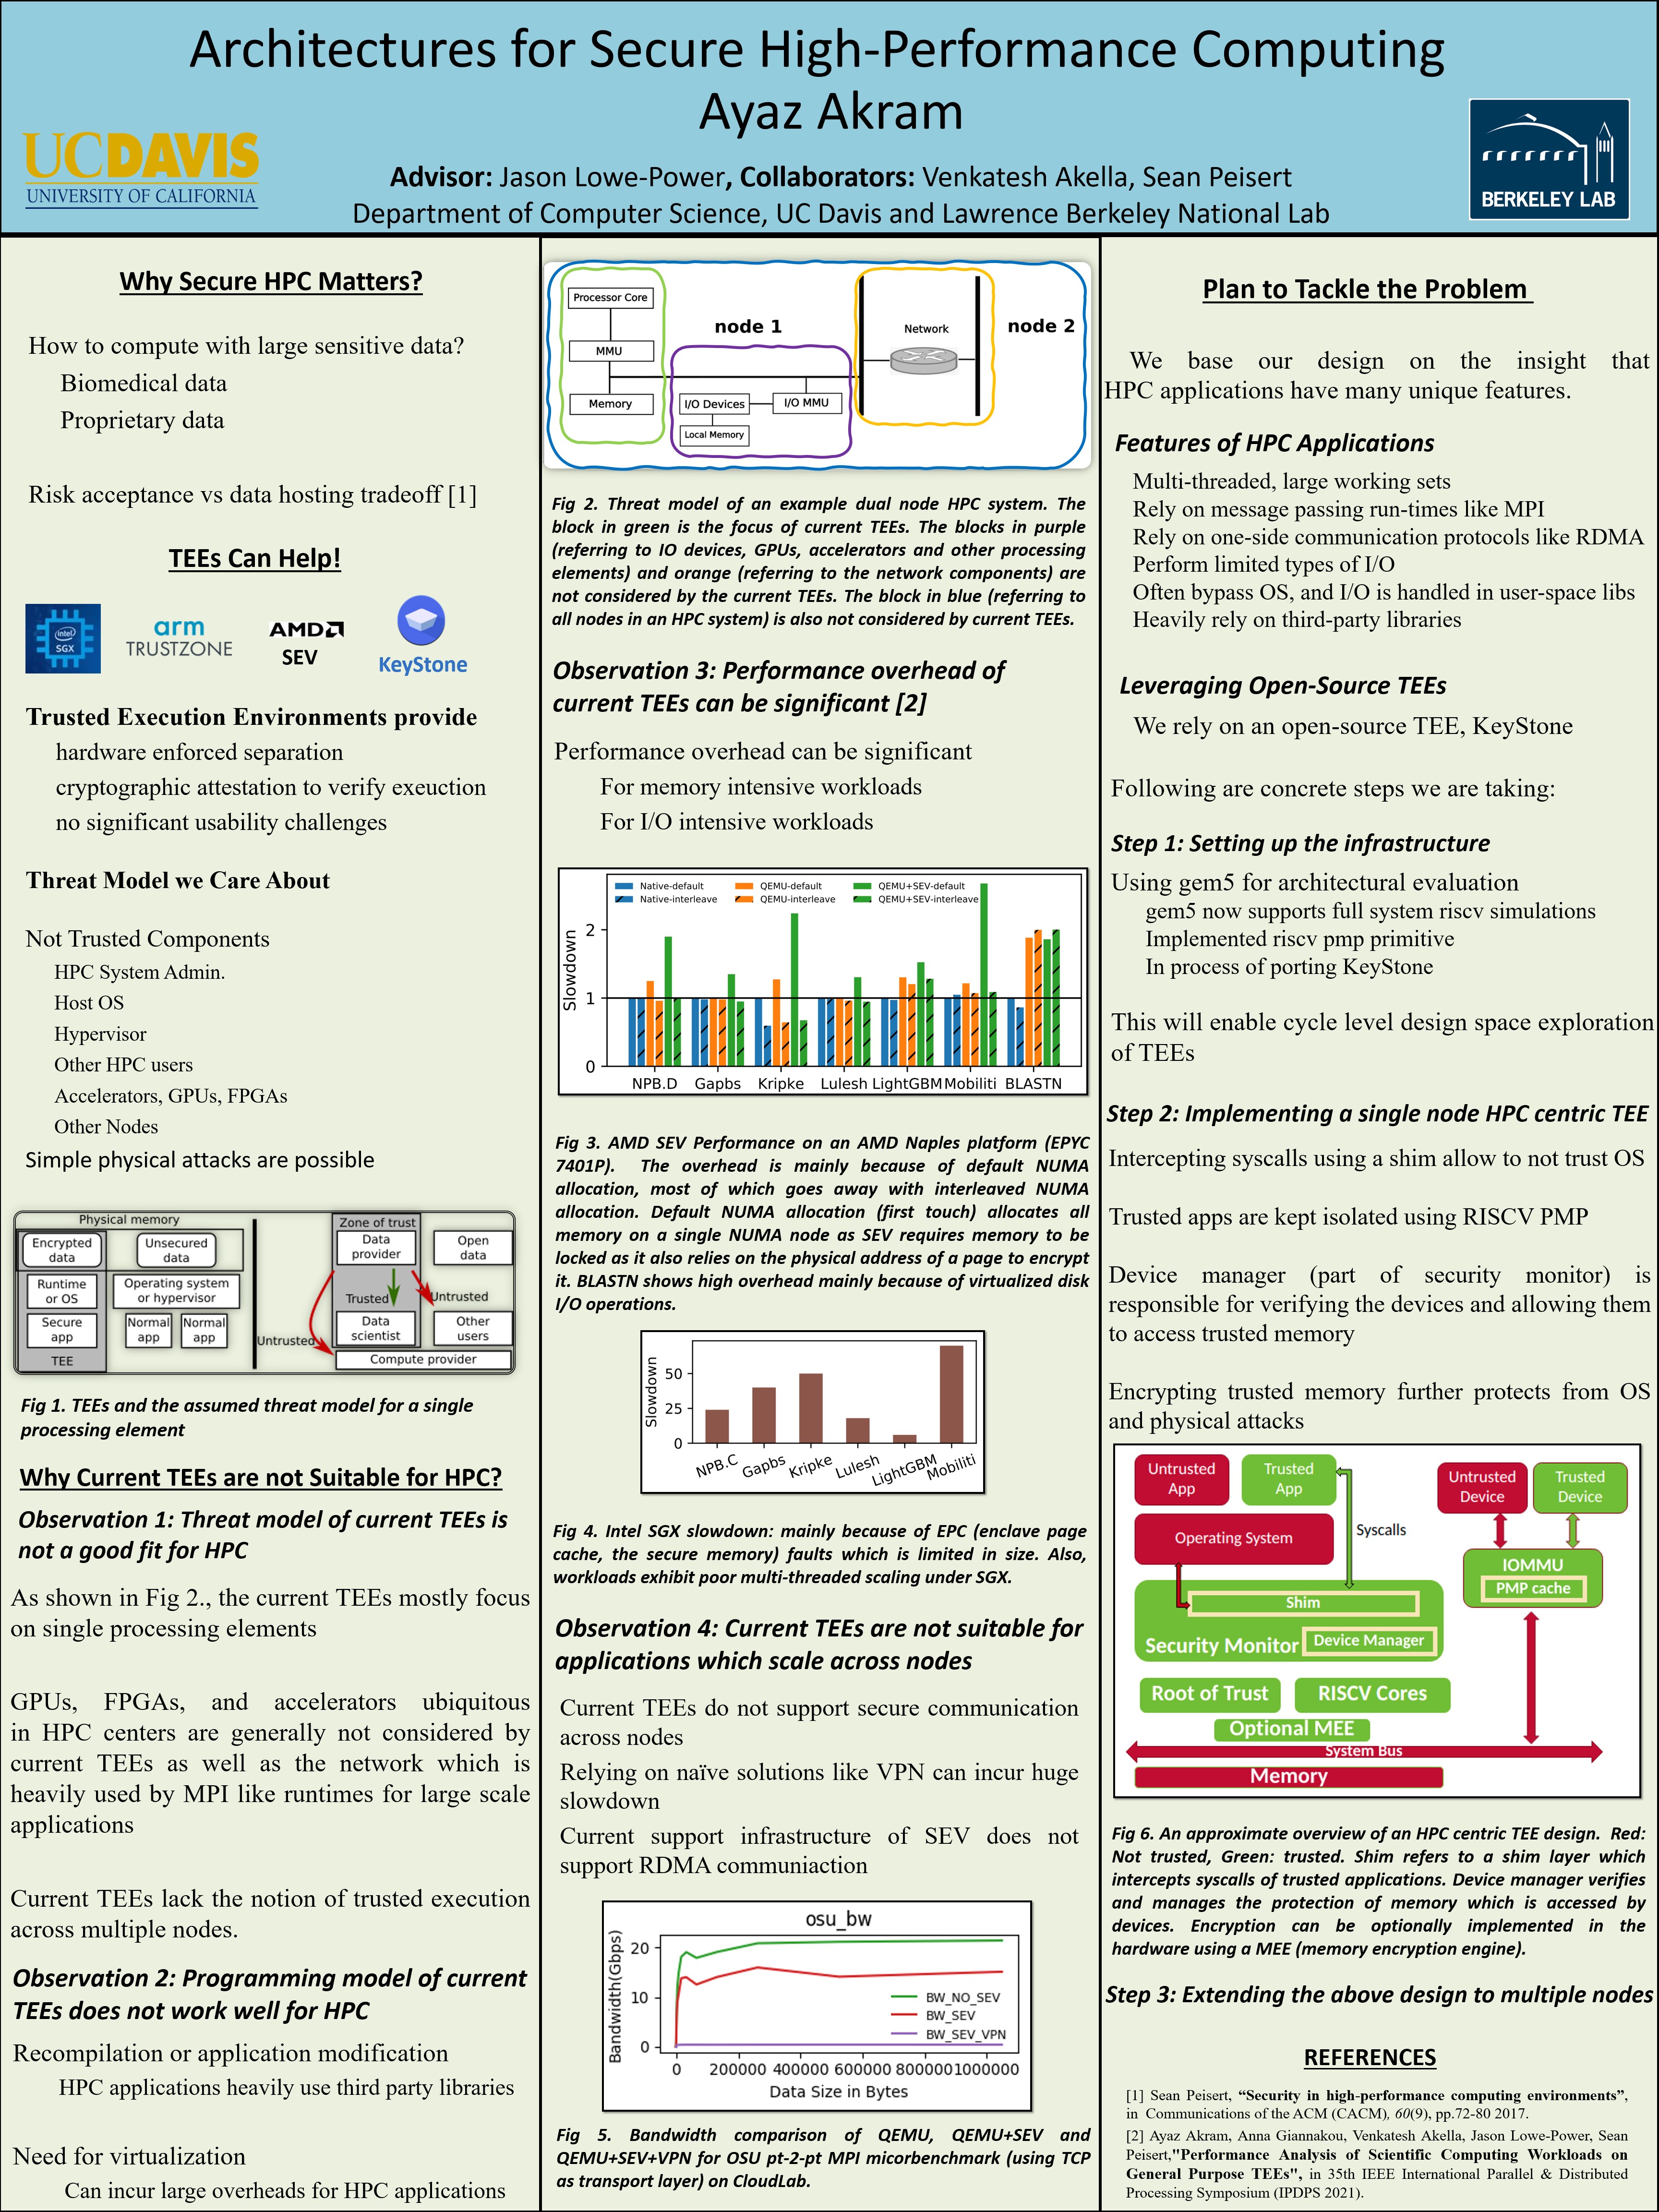 Architectures for Secure High-Performance Computing
Ayaz Akram
UCDAVIS
UNIVERSITY OF CALIFORNIA
Advisor: Jason Lowe-Power, Collaborators: Venkatesh Akella, Sean Peisert
Department of Computer Science, UC Davis and Lawrence Berkeley National Lab
BERKELEY LAB
Why Secure HPC Matters?
How to compute with large sensitive data?
Biomedical data
Proprietary data
Risk acceptance vs data hosting tradeoff [1]
TEEs Can Help!
intel
SGX
arm
TRUSTZONE
AMD
SEV
KeyStone
Trusted Execution Environments provide
hardware enforced separation
cryptographic attestation to verify exeuction
no significant usability challenges
Threat Model we Care About
Not Trusted Components
HPC System Admin.
Host OS
Hypervisor
Other HPC users
Accelerators, GPUs, FPGAs
Other Nodes
Simple physical attacks are possible
Physical memory
Encrypted
data
Unsecured
data
Runtime
or OS
Operating system
or hypervisor
Secure
app
Normal
app
Normal
app
TEE
Zone of trust
Data
provider
Open
data
Trusted
Untrusted
Data
scientist
Other
users
Untrusted
Compute provider
Fig 1. TEEs and the assumed threat model for a single
processing element
Why Current TEEs are not Suitable for HPC?
Observation 1: Threat model of current TEEs is
not a good fit for HPC
As shown in Fig 2., the current TEEs mostly focus
on single processing elements
GPUs, FPGAs, and accelerators ubiquitous
in HPC centers are generally not considered by
current TEEs as well as the network which is
heavily used by MPI like runtimes for large scale
applications
Current TEEs lack the notion of trusted execution
across multiple nodes.
Observation 2: Programming model of current
TEEs does not work well for HPC
Recompilation or application modification
HPC applications heavily use third party libraries
Need for virtualization
Can incur large overheads for HPC applications
Processor Core
MMU
Memory
node 1
I/O Devices
I/O MMU
Local Memory
Network
node 2
Fig 2. Threat model of an example dual node HPC system. The
block in green is the focus of current TEEs. The blocks in purple
(referring to IO devices, GPUs, accelerators and other processing
elements) and orange (referring to the network components) are
not considered by the current TEEs. The block in blue (referring to
all nodes in an HPC system) is also not considered by current TEEs.
Observation 3: Performance overhead of
current TEEs can be significant [2]
Performance overhead can be significant
For memory intensive workloads
For I/O intensive workloads
Native-default
Native-interleave
QEMU-default
QEMU-interleave
QEMU+SEV-default
QEMU+SEV-interleave
Slowdown
2
1
0
NPB.D Gapbs Kripke Lulesh LightGBM Mobiliti BLASTN
Fig 3. AMD SEV Performance on an AMD Naples platform (EPYC
7401P). The overhead is mainly because of default NUMA
allocation, most of which goes away with interleaved NUMA
allocation. Default NUMA allocation (first touch) allocates all
memory on a single NUMA node as SEV requires memory to be
locked as it also relies on the physical address of a page to encrypt
it. BLASTN shows high overhead mainly because of virtualized disk
I/O operations.
Slowdown
50
25
0
NPB.C Gapbs Kripke Lulesh LightGBM Mobiliti
Fig 4. Intel SGX slowdown: mainly because of EPC (enclave page
cache, the secure memory) faults which is limited in size. Also,
workloads exhibit poor multi-threaded scaling under SGX.
Observation 4: Current TEEs are not suitable for
applications which scale across nodes
Current TEEs do not support secure communication
across nodes
Relying on naïve solutions like VPN can incur huge
slowdown
Current support infrastructure of SEV does not
support RDMA communiaction
osu_bw
Bandwidth(Gbps)
20
10
0
BW_NO_SEV
BW_SEV
BW_SEV_VPN
0 200000 400000 600000 800000 1000000
Data Size in Bytes
Fig 5. Bandwidth comparison of QEMU, QEMU+SEV and
QEMU+SEV+VPN for OSU pt-2-pt MPI micorbenchmark (using TCP
as transport layer) on CloudLab.
Plan to Tackle the Problem
We base our design on the insight that
HPC applications have many unique features.
Features of HPC Applications
Multi-threaded, large working sets
Rely on message passing run-times like MPI
Rely on one-side communication protocols like RDMA
Perform limited types of I/O
Often bypass OS, and I/O is handled in user-space libs
Heavily rely on third-party libraries
Leveraging Open-Source TEEs
We rely on an open-source TEE, KeyStone
Following are concrete steps we are taking:
Step 1: Setting up the infrastructure
Using gem5 for architectural evaluation
gem5 now supports full system riscv simulations
Implemented riscv pmp primitive
In process of porting KeyStone
This will enable cycle level design space exploration
of TEEs
Step 2: Implementing a single node HPC centric TEE
Intercepting syscalls using a shim allow to not trust OS
Trusted apps are kept isolated using RISCV PMP
Device manager (part of security monitor) is
responsible for verifying the devices and allowing them
to access trusted memory
Encrypting trusted memory further protects from OS
and physical attacks
Untrusted
App
Trusted
App
Untrusted
Device
Trusted
Device
Operating System
Syscalls
IOMMU
PMP cache
Shim
Security Monitor
Device Manager
Root of Trust
RISCV Cores
Optional MEE
System Bus
Memory
Fig 6. An approximate overview of an HPC centric TEE design. Red:
Not trusted, Green: trusted. Shim refers to a shim layer which
intercepts syscalls of trusted applications. Device manager verifies
and manages the protection of memory which is accessed by
devices. Encryption can be optionally implemented in the
hardware using a MEE (memory encryption engine).
Step 3: Extending the above design to multiple nodes
REFERENCES
[1] Sean Peisert, “Security in high-performance computing environments”,
in Communications of the ACM (CACM), 60(9), pp.72-80 2017.
[2] Ayaz Akram, Anna Giannakou, Venkatesh Akella, Jason Lowe-Power, Sean
Peisert,"Performance Analysis of Scientific Computing Workloads on
General Purpose TEEs", in 35th IEEE International Parallel & Distributed
Processing Symposium (IPDPS 2021).